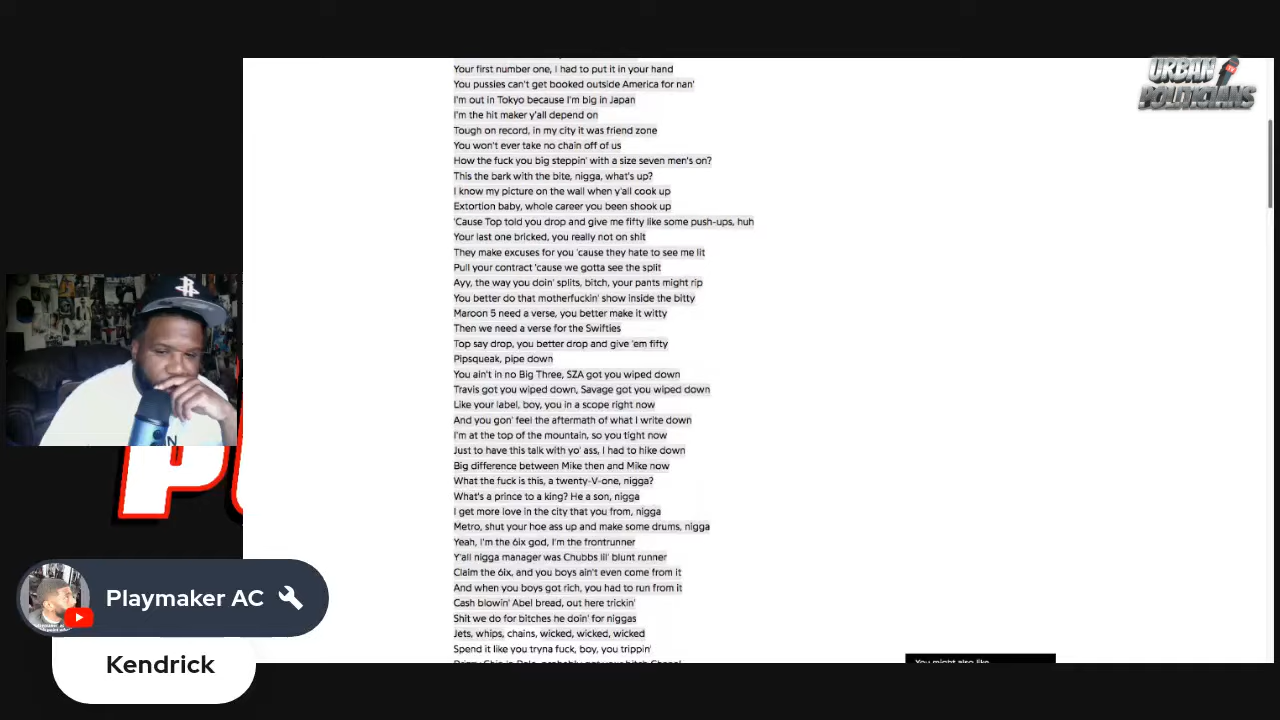 URBAN
POLITICIANS
Your first number one, I had to put it in your hand
You pussies can't get booked outside America for nan'
I'm out in Tokyo because I'm big in Japan
I'm the hit maker y'all depend on
Tough on record, in my city it was friend zone
You won't ever take no chain off of us
How the fuck you big steppin' with a size seven men's on?
This the bark with the bite, nigga, what's up?
I know my picture on the wall when y'all cook up
Extortion baby, whole career you been shook up
'Cause Top told you drop and give me fifty like some push-ups, huh
Your last one bricked, you really not on shit
They make excuses for you 'cause they hate to see me lit
Pull your contract 'cause we gotta see the split
Ayy, the way you doin' splits, bitch, your pants might rip
You better do that motherfuckin' show inside the bitty
Maroon 5 need a verse, you better make it witty
Then we need a verse for the Swifties
Top say drop, you better drop and give 'em fifty
Pipsqueak, pipe down
You ain't in no Big Three, SZA got you wiped down
Travis got you wiped down, Savage got you wiped down
Like your label, boy, you in a scope right now
And you gon' feel the aftermath of what I write down
I'm at the top of the mountain, so you tight now
Just to have this talk with yo' ass, I had to hike down
Big difference between Mike then and Mike now
What the fuck is this, a twenty-V-one, nigga?
What's a prince to a king? He a son, nigga
I get more love in the city that you from, nigga
Metro, shut your hoe ass up and make some drums, nigga
Yeah, I'm the 6ix god, I'm the frontrunner
Y'all nigga manager was Chubbs lil' blunt runner
Claim the 6ix, and you boys ain't even come from it
And when you boys got rich, you had to run from it
Cash blowin' Abel bread, out here trickin'
Shit we do for bitches he doin' for niggas
Jets, whips, chains, wicked, wicked, wicked
Spend it like you tryna fuck, boy, you trippin'
You might also like
Playmaker AC
Kendrick